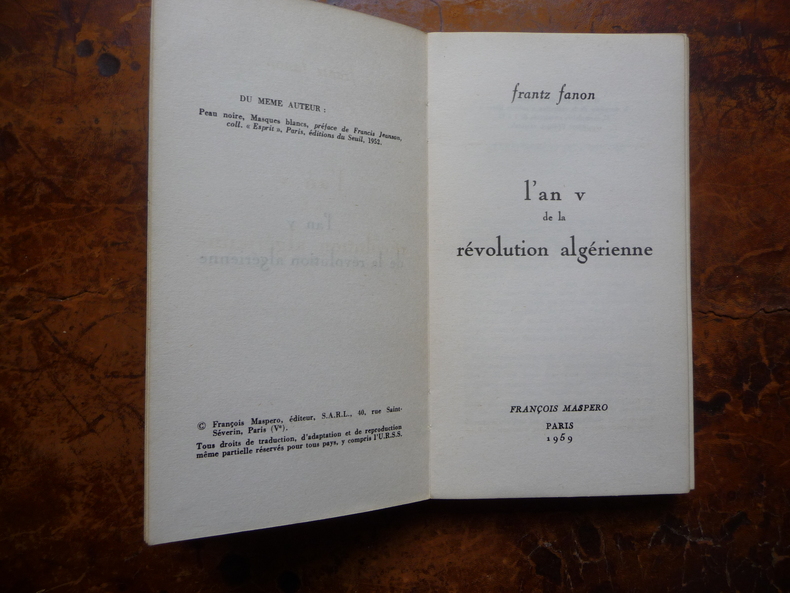 DU MEME AUTEUR :
Peau noire, Masques blancs, préface de Francis Jeanson,
coll. « Esprit », Paris, éditions du Seuil, 1952.
© François Maspero, éditeur, S.A.R.L., 40, rue Saint-
Séverin, Paris (Vᵉ).
Tous droits de traduction, d'adaptation et de reproduction
même partielle réservés pour tous pays, y compris l'U.R.S.S.
frantz fanon
l'an v
de la
révolution algérienne
FRANÇOIS MASPERO
PARIS
1959